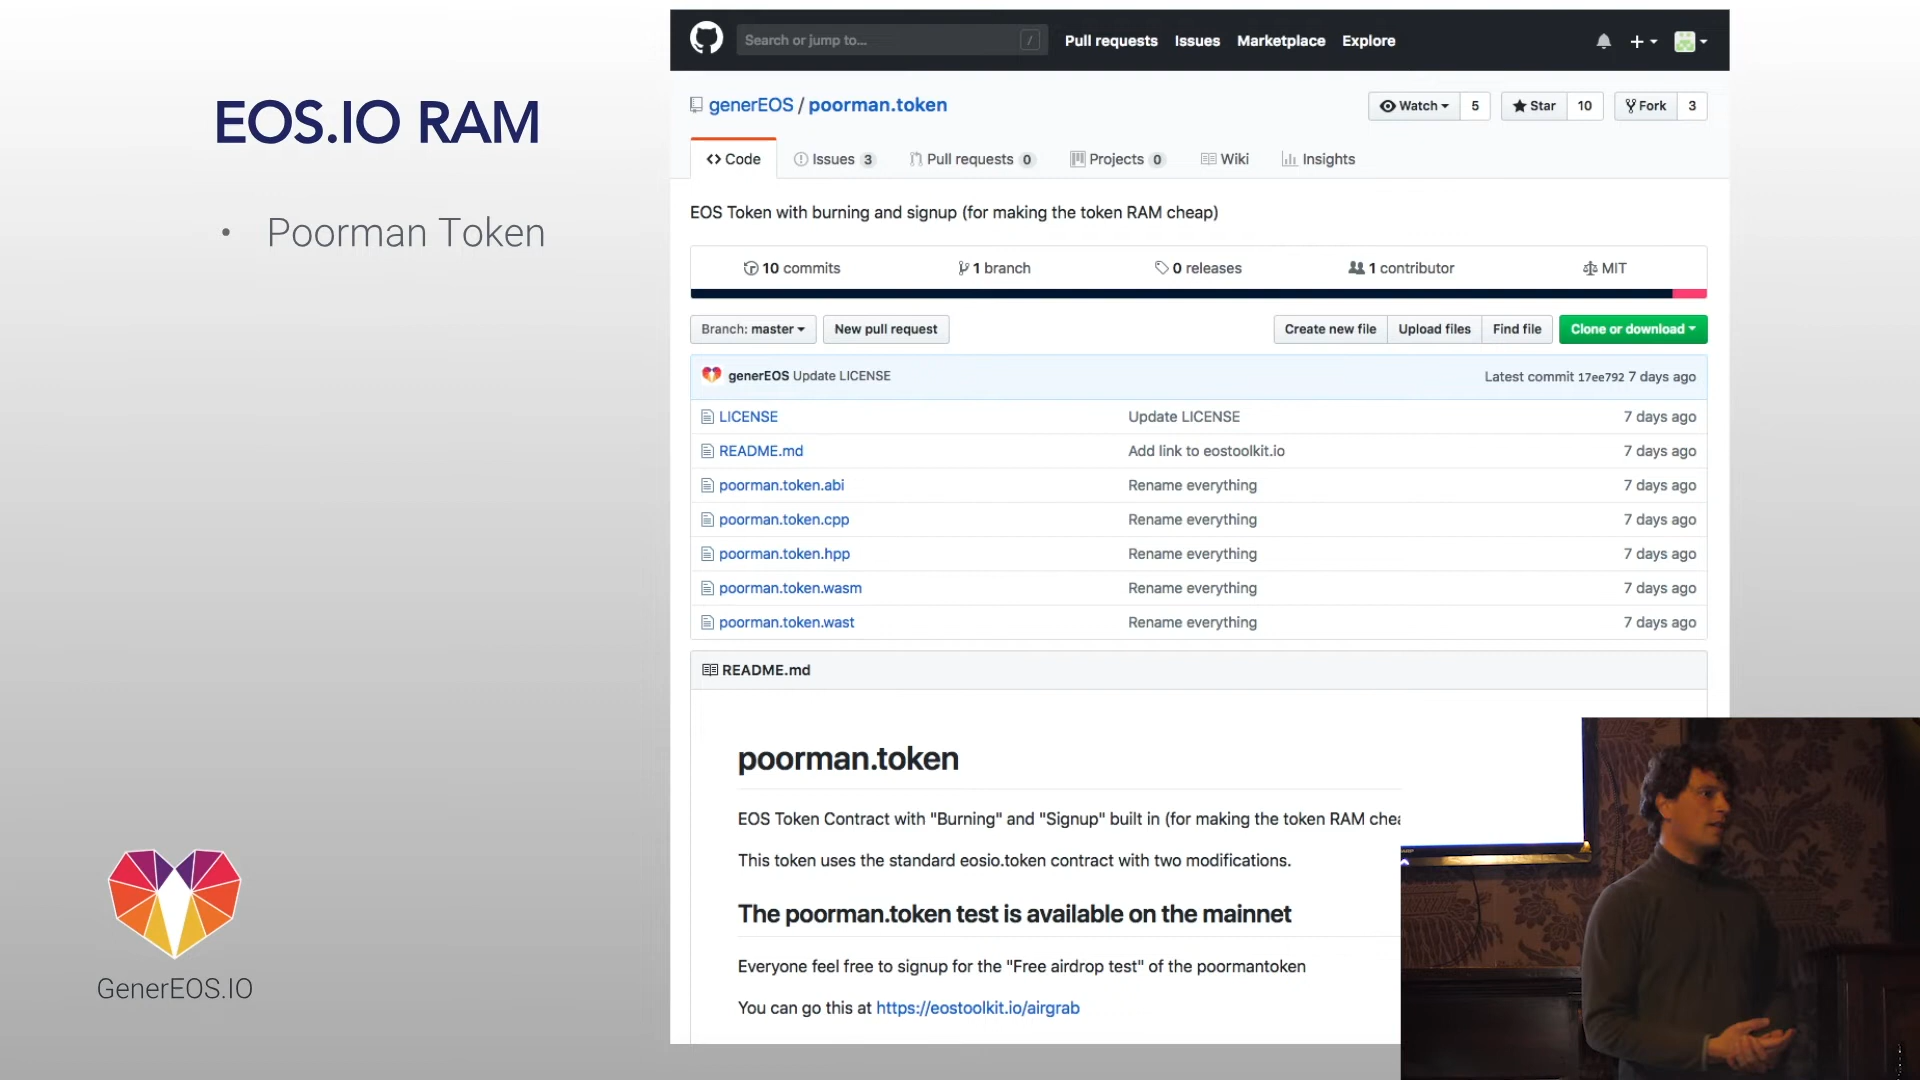 EOS.IO RAM
• Poorman Token
GenerEOS.IO
Search or jump to... /
Pull requests Issues Marketplace Explore
generEOS / poorman.token
Watch 5 Star 10 Fork 3
Code Issues 3 Pull requests 0 Projects 0 Wiki Insights
EOS Token with burning and signup (for making the token RAM cheap)
10 commits 1 branch 0 releases 1 contributor MIT
Branch: master New pull request Create new file Upload files Find file Clone or download
generEOS Update LICENSE Latest commit 17ee792 7 days ago
LICENSE Update LICENSE 7 days ago
README.md Add link to eostoolkit.io 7 days ago
poorman.token.abi Rename everything 7 days ago
poorman.token.cpp Rename everything 7 days ago
poorman.token.hpp Rename everything 7 days ago
poorman.token.wasm Rename everything 7 days ago
poorman.token.wast Rename everything 7 days ago
README.md
poorman.token
EOS Token Contract with "Burning" and "Signup" built in (for making the token RAM chea
This token uses the standard eosio.token contract with two modifications.
The poorman.token test is available on the mainnet
Everyone feel free to signup for the "Free airdrop test" of the poormantoken
You can go this at https://eostoolkit.io/airgrab